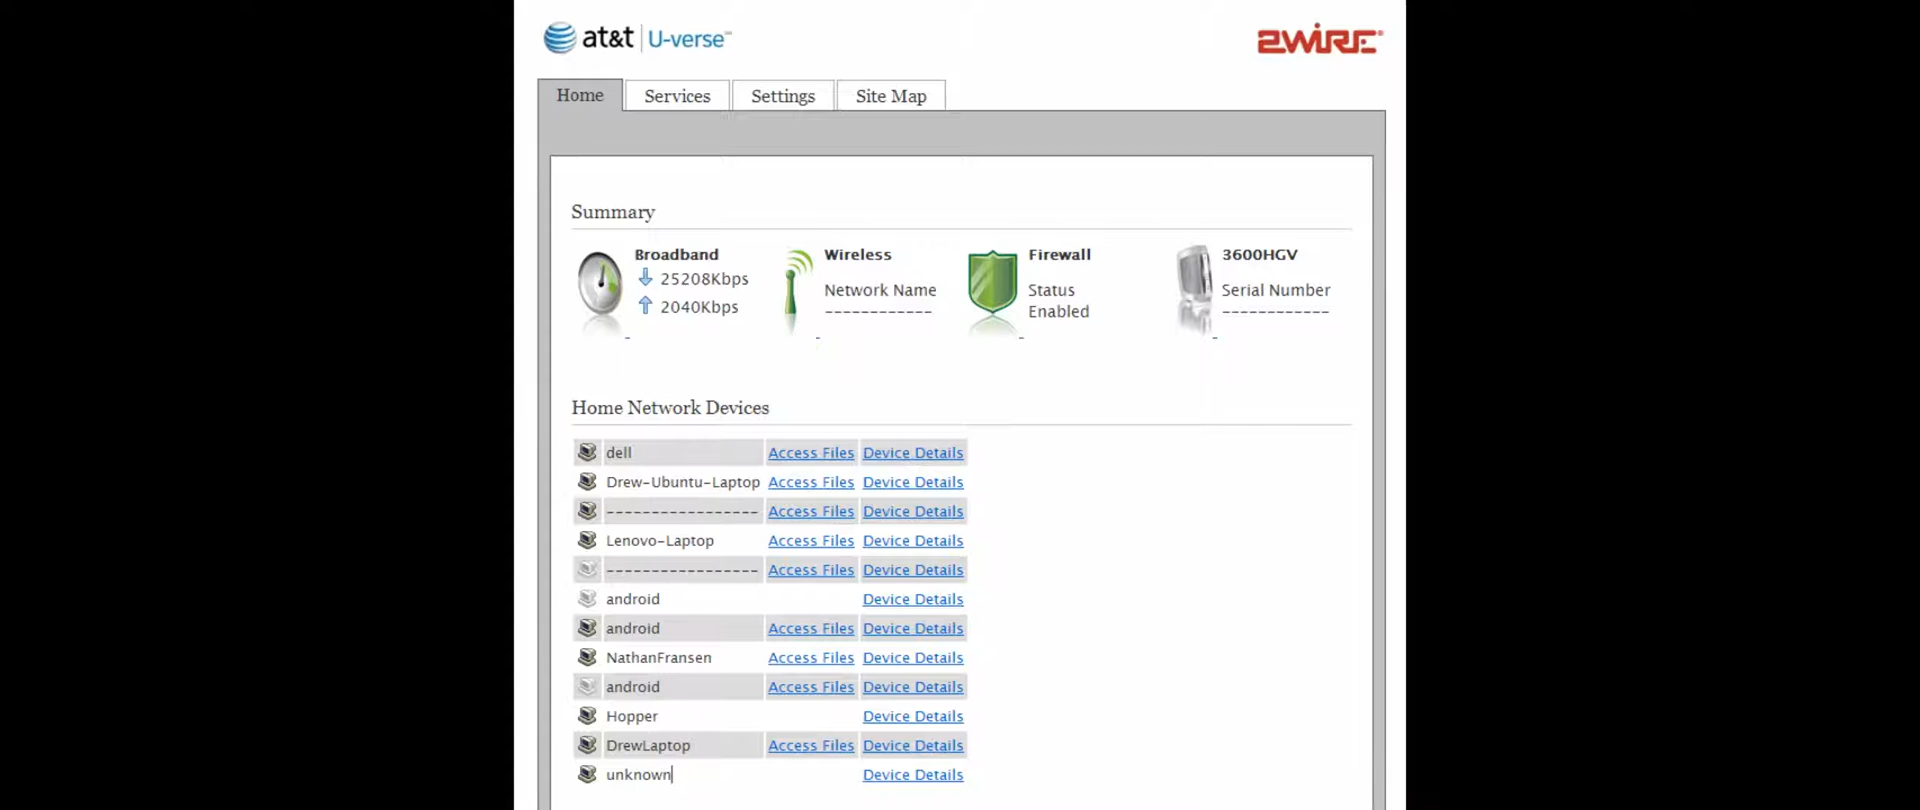 at&t U-verse
2WIRE
Home Services Settings Site Map
Summary
Broadband
25208Kbps
2040Kbps
Wireless
Network Name
------------
Firewall
Status
Enabled
3600HGV
Serial Number
------------
Home Network Devices
dell Access Files Device Details
Drew-Ubuntu-Laptop Access Files Device Details
----------------- Access Files Device Details
Lenovo-Laptop Access Files Device Details
----------------- Access Files Device Details
android Device Details
android Access Files Device Details
NathanFransen Access Files Device Details
android Access Files Device Details
Hopper Device Details
DrewLaptop Access Files Device Details
unknown Device Details